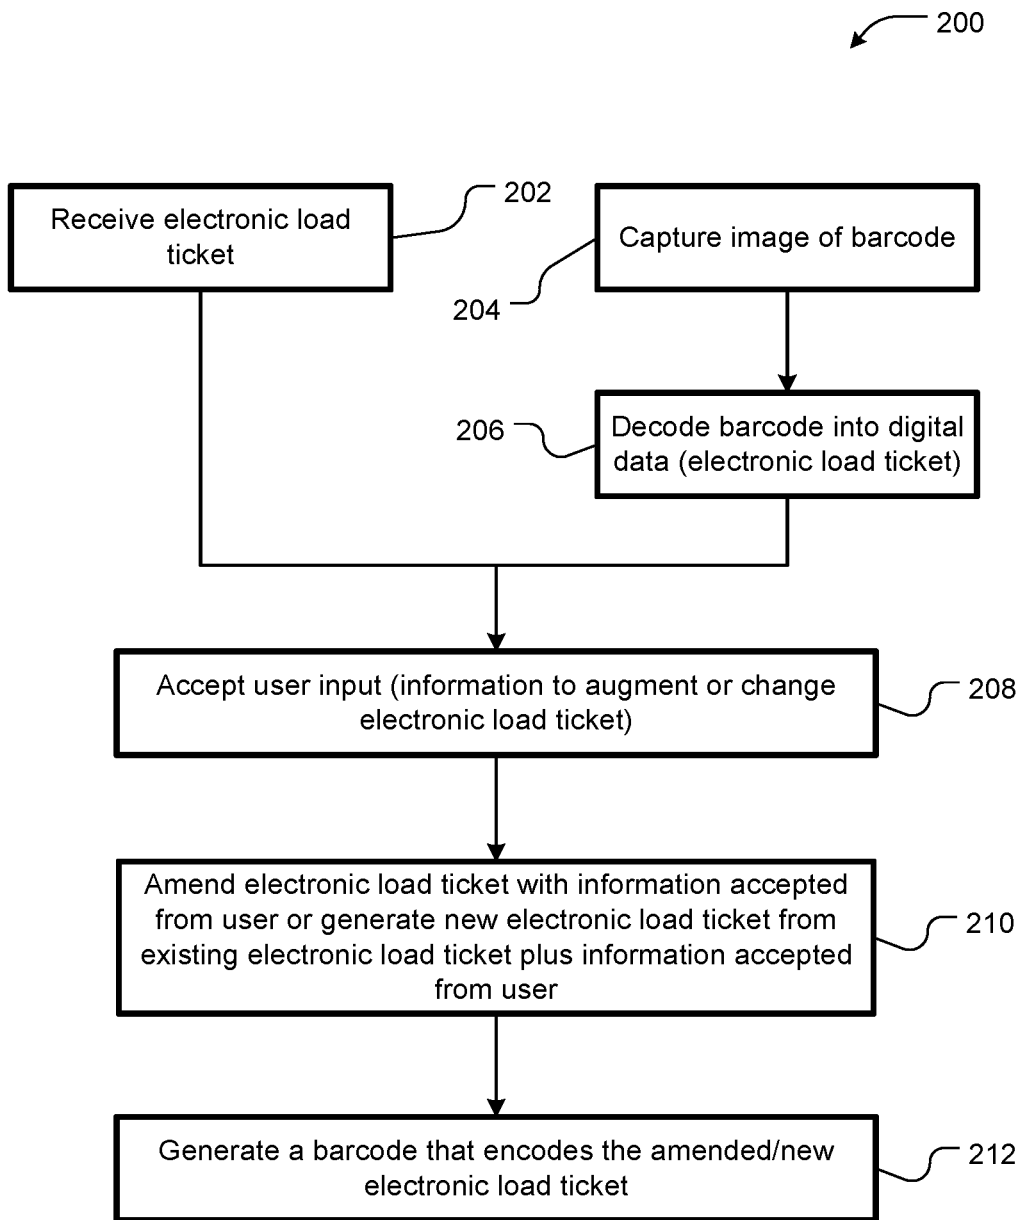 200
Receive electronic load
ticket
202
Capture image of barcode
204
Decode barcode into digital
data (electronic load ticket)
206
Accept user input (information to augment or change
electronic load ticket)
208
Amend electronic load ticket with information accepted
from user or generate new electronic load ticket from
existing electronic load ticket plus information accepted
from user
210
Generate a barcode that encodes the amended/new
electronic load ticket
212